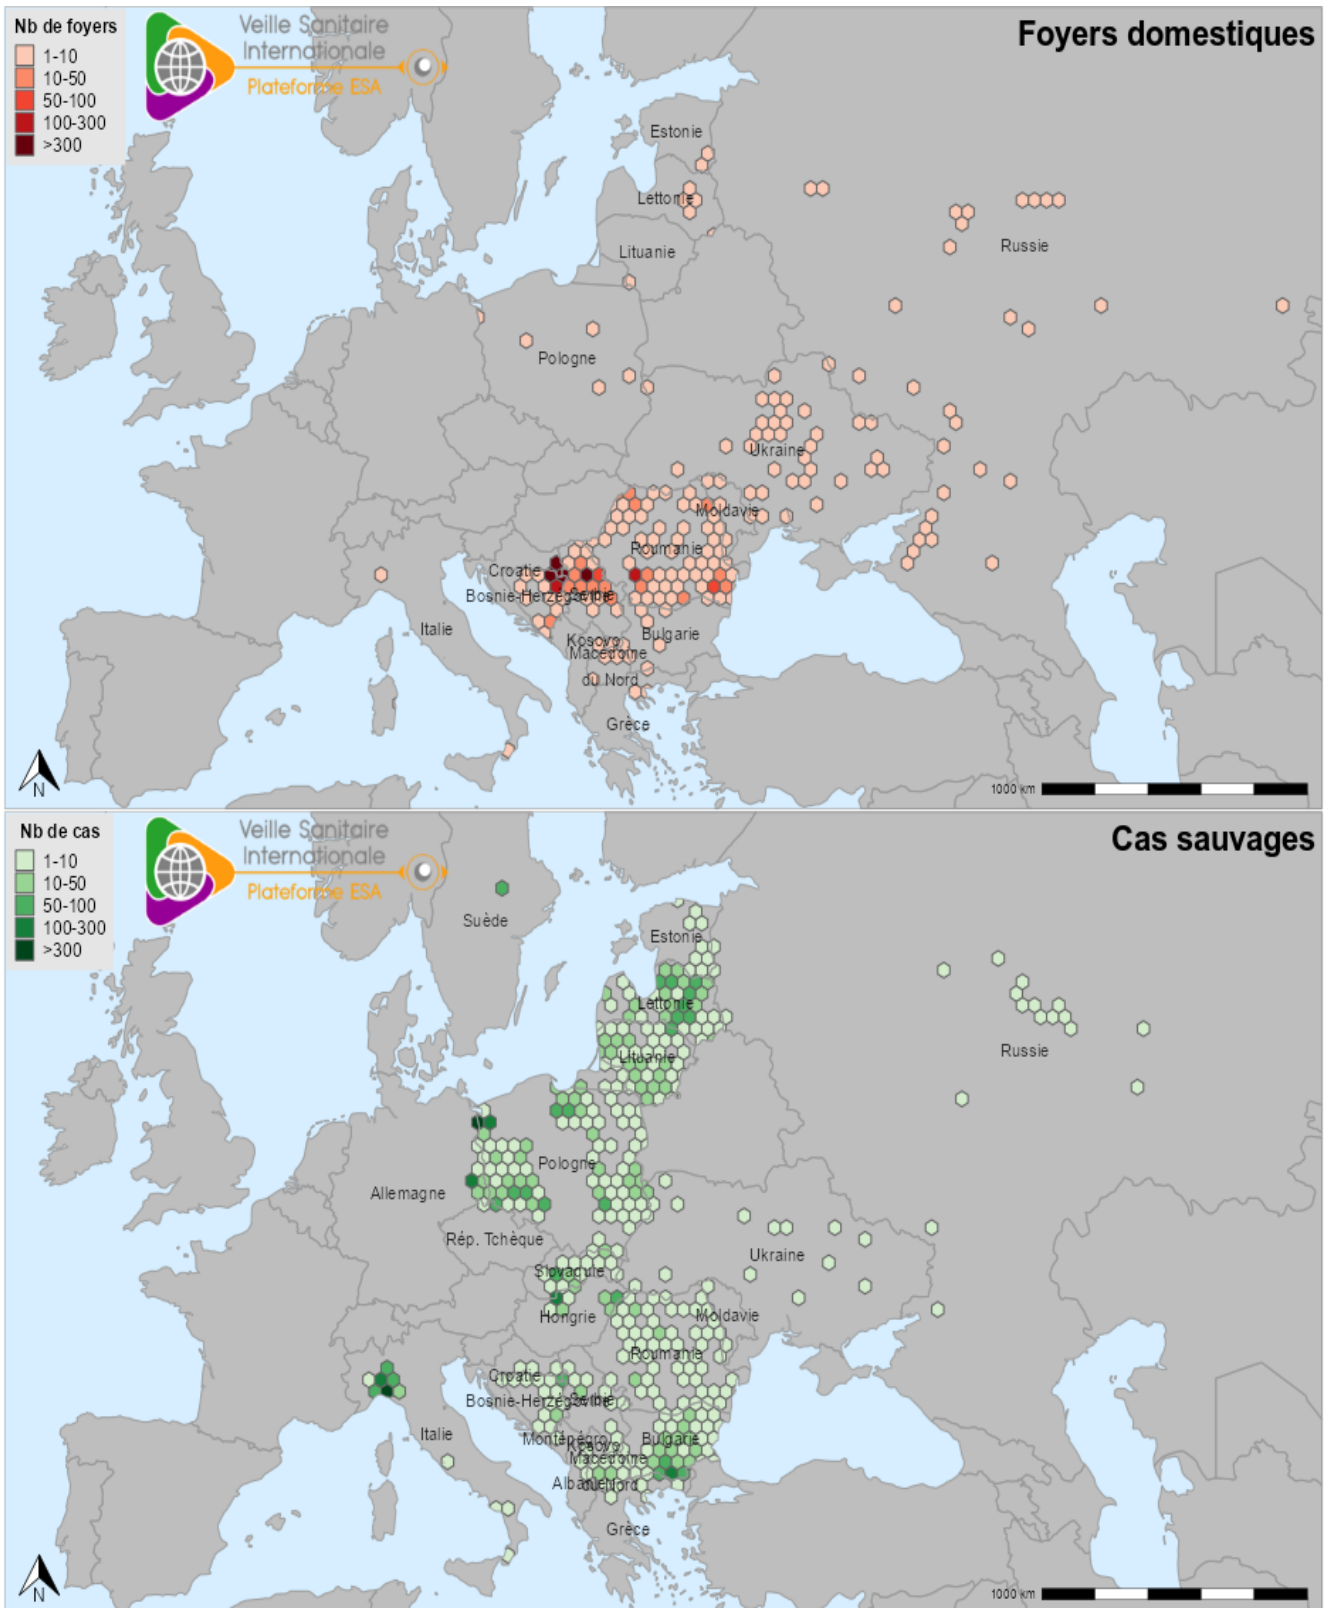 Nb de foyers
1-10
10-50
50-100
100-300
>300
Veille Sanitaire
Internationale
Plateforme ESA
Foyers domestiques
Estonie
Lettonie
Lituanie
Russie
Pologne
Ukraine
Moldavie
Roumanie
Croatie
Bosnie-Herzégovine
Serbie
Italie
Kosovo
Bulgarie
Macédoine
du Nord
Grèce
N
1000 km
Nb de cas
1-10
10-50
50-100
100-300
>300
Veille Sanitaire
Internationale
Plateforme ESA
Cas sauvages
Suède
Estonie
Lettonie
Lituanie
Russie
Pologne
Allemagne
Rép. Tchèque
Ukraine
Slovaquie
Hongrie
Moldavie
Roumanie
Croatie
Bosnie-Herzégovine
Serbie
Italie
Monténégro
Kosovo
Bulgarie
Macédoine
du Nord
Albanie
Grèce
N
1000 km